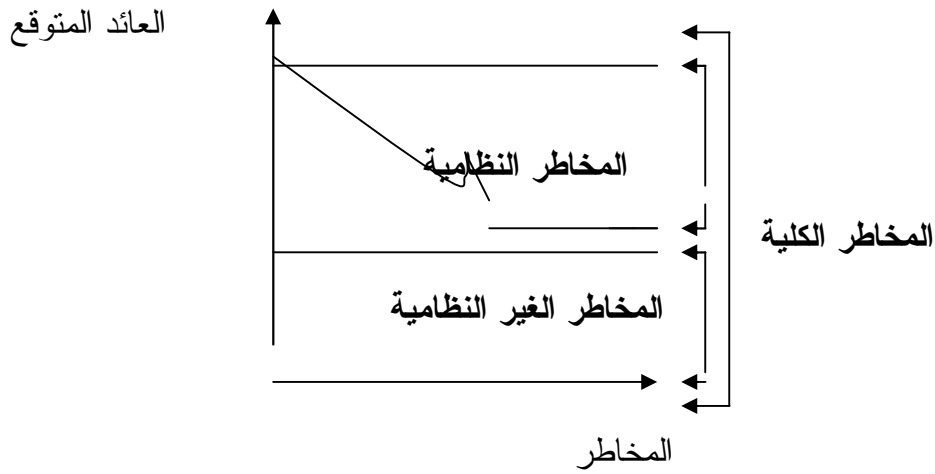 العائد المتوقع
المخاطر النظامية
المخاطر الكلية
المخاطر الغير النظامية
المخاطر